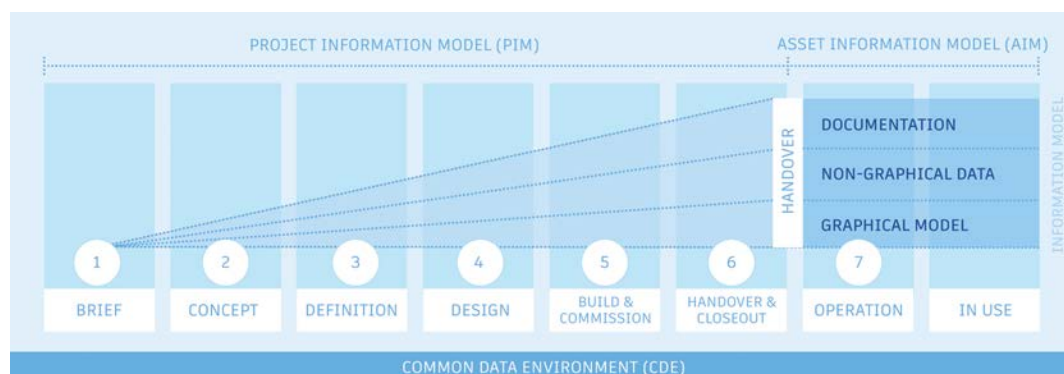 PROJECT INFORMATION MODEL (PIM)
ASSET INFORMATION MODEL (AIM)
INFORMATION MODEL
HANDOVER
DOCUMENTATION
NON-GRAPHICAL DATA
GRAPHICAL MODEL
1
2
3
4
5
6
7
BRIEF
CONCEPT
DEFINITION
DESIGN
BUILD &
COMMISSION
HANDOVER &
CLOSEOUT
OPERATION
IN USE
COMMON DATA ENVIRONMENT (CDE)